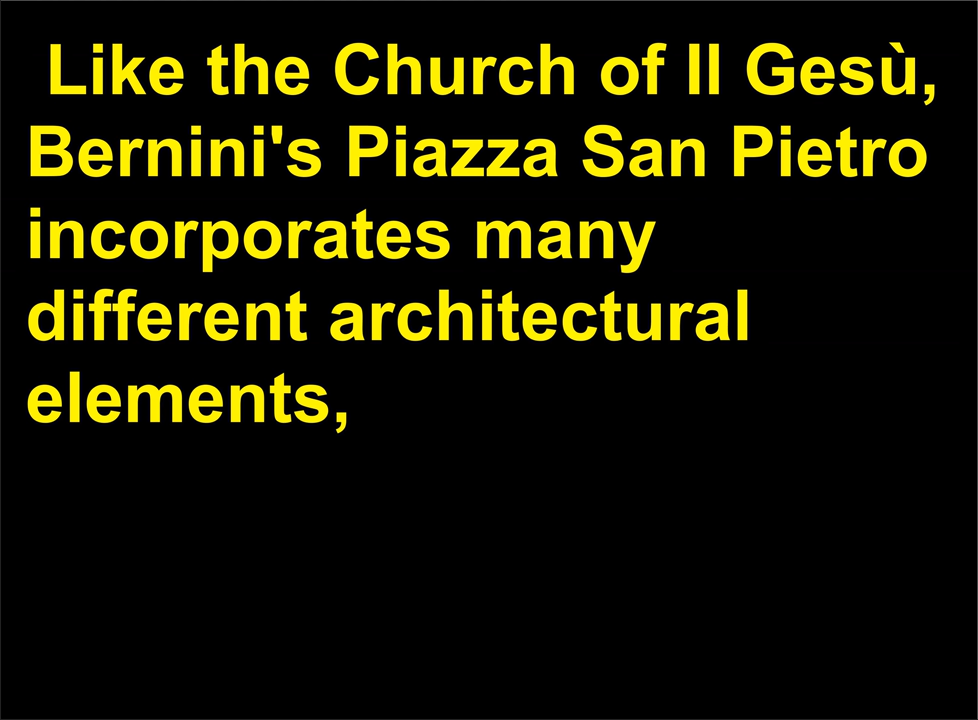 Like the Church of Il Gesù,
Bernini's Piazza San Pietro
incorporates many
different architectural
elements,